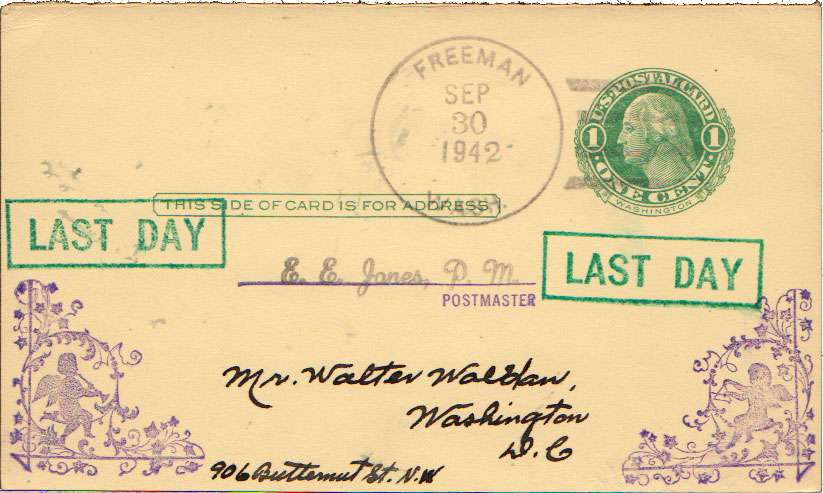 FREEMAN
SEP
30
1942
WASH.
U.S. POSTAL CARD
1 1
ONE CENT
WASHINGTON
THIS SIDE OF CARD IS FOR ADDRESS
LAST DAY
LAST DAY
E. E. Jones, P. M.
POSTMASTER
Mr. Walter Waldan,
Washington
D.C
906 Butternut St. N.W